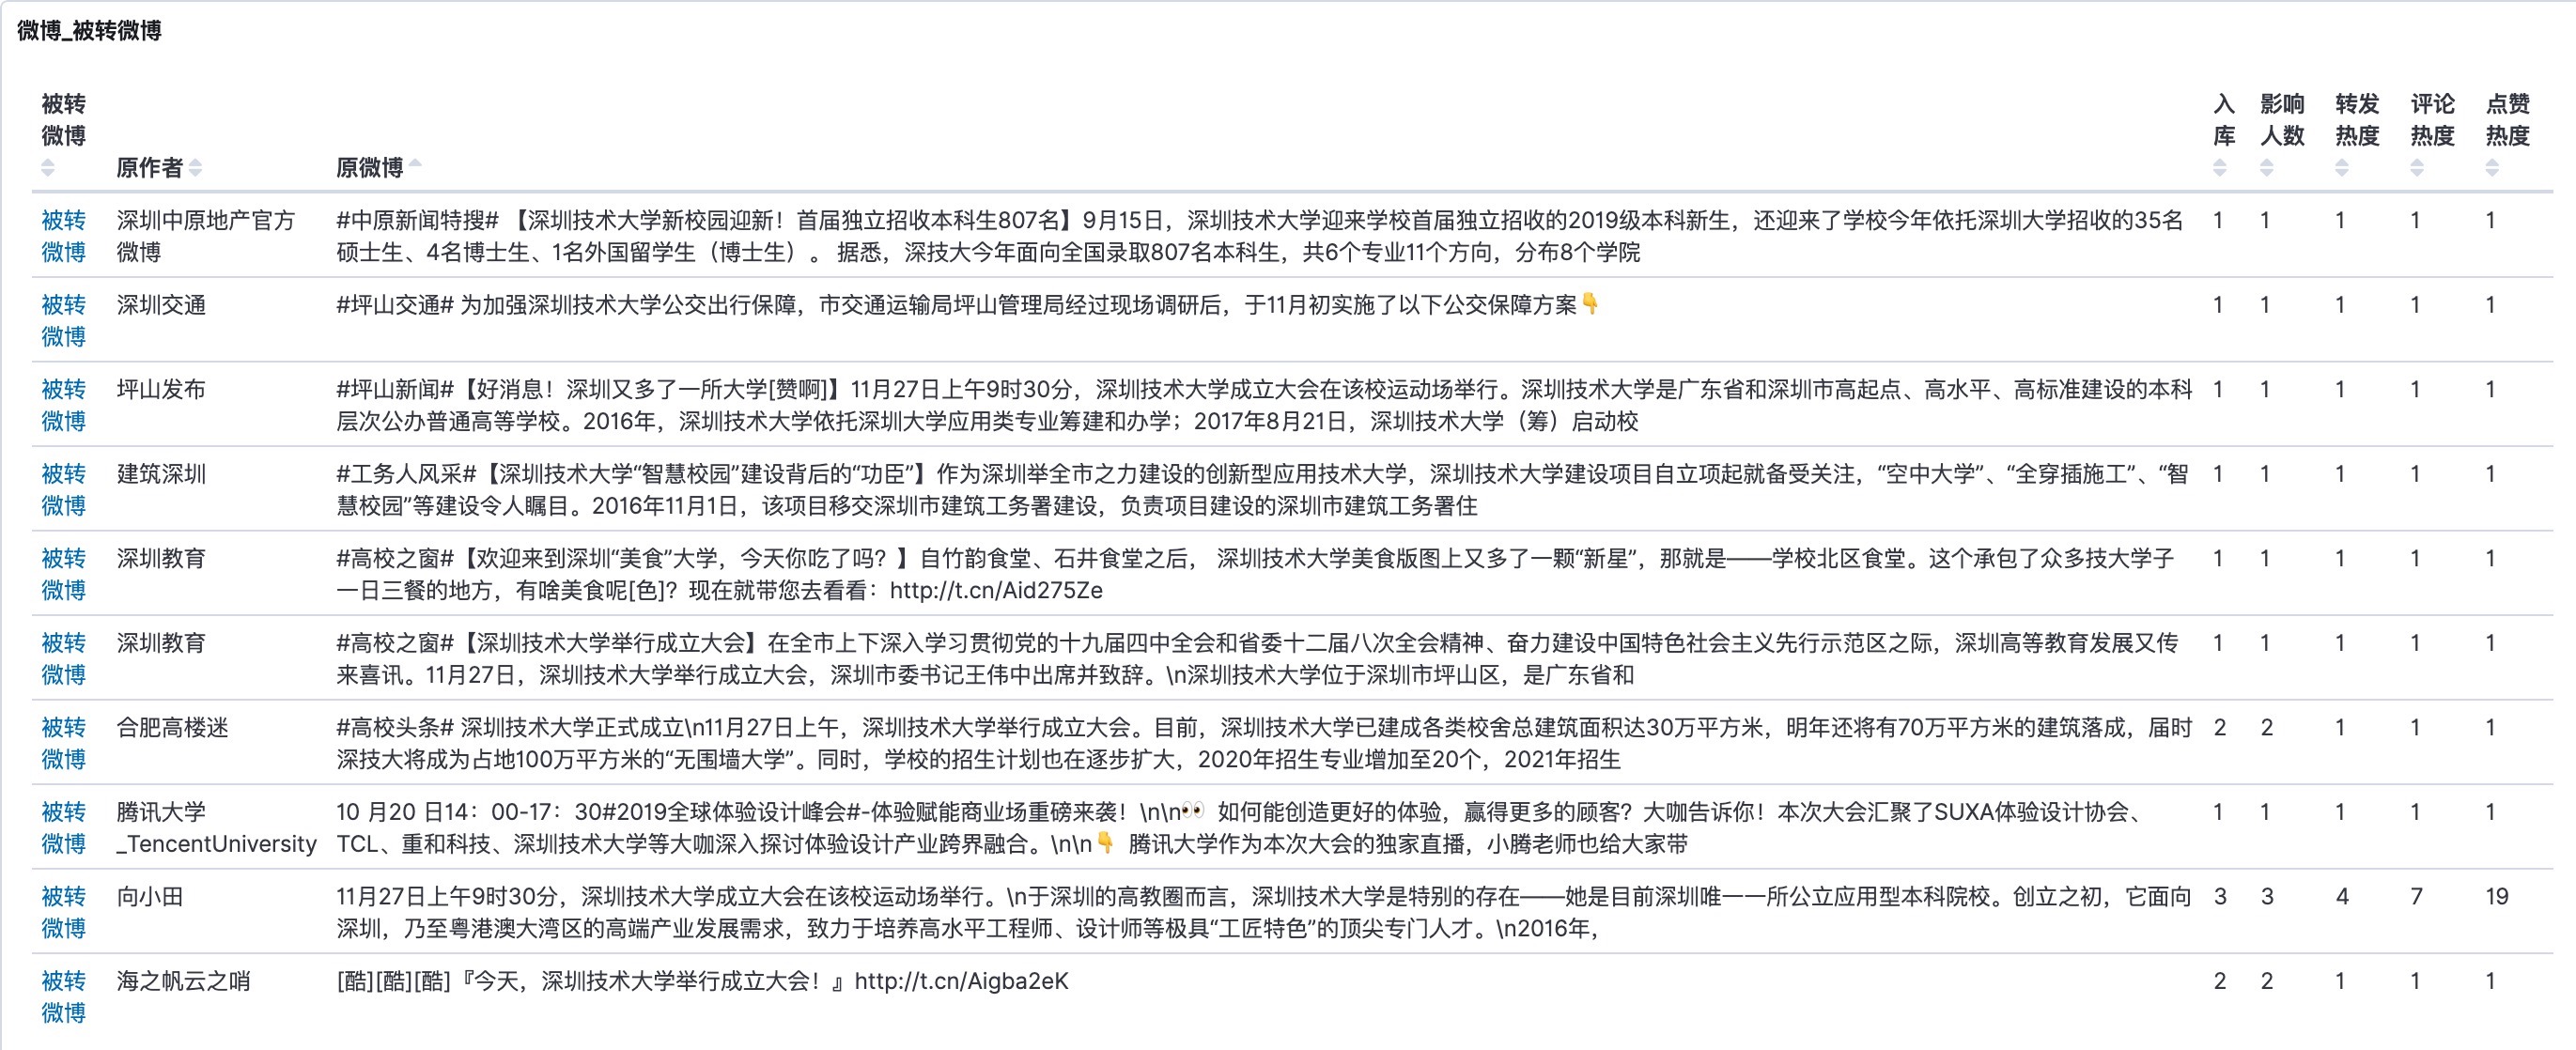 微博_被转微博
被转
微博
原作者
原微博
入
库
影响
人数
转发
热度
评论
热度
点赞
热度
被转
微博
深圳中原地产官方
微博
#中原新闻特搜# 【深圳技术大学新校园迎新！首届独立招收本科生807名】9月15日，深圳技术大学迎来学校首届独立招收的2019级本科新生，还迎来了学校今年依托深圳大学招收的35名
硕士生、4名博士生、1名外国留学生（博士生）。 据悉，深技大今年面向全国录取807名本科生，共6个专业11个方向，分布8个学院
1 1 1 1 1
被转
微博
深圳交通
#坪山交通# 为加强深圳技术大学公交出行保障，市交通运输局坪山管理局经过现场调研后，于11月初实施了以下公交保障方案👇
1 1 1 1 1
被转
微博
坪山发布
#坪山新闻#【好消息！深圳又多了一所大学[赞啊]】11月27日上午9时30分，深圳技术大学成立大会在该校运动场举行。深圳技术大学是广东省和深圳市高起点、高水平、高标准建设的本科
层次公办普通高等学校。2016年，深圳技术大学依托深圳大学应用类专业筹建和办学；2017年8月21日，深圳技术大学（筹）启动校
1 1 1 1 1
被转
微博
建筑深圳
#工务人风采#【深圳技术大学“智慧校园”建设背后的“功臣”】作为深圳举全市之力建设的创新型应用技术大学，深圳技术大学建设项目自立项起就备受关注，“空中大学”、“全穿插施工”、“智
慧校园”等建设令人瞩目。2016年11月1日，该项目移交深圳市建筑工务署建设，负责项目建设的深圳市建筑工务署住
1 1 1 1 1
被转
微博
深圳教育
#高校之窗#【欢迎来到深圳“美食”大学，今天你吃了吗？】自竹韵食堂、石井食堂之后， 深圳技术大学美食版图上又多了一颗“新星”，那就是——学校北区食堂。这个承包了众多技大学子
一日三餐的地方，有啥美食呢[色]？现在就带您去看看：http://t.cn/Aid275Ze
1 1 1 1 1
被转
微博
深圳教育
#高校之窗#【深圳技术大学举行成立大会】在全市上下深入学习贯彻党的十九届四中全会和省委十二届八次全会精神、奋力建设中国特色社会主义先行示范区之际，深圳高等教育发展又传
来喜讯。11月27日，深圳技术大学举行成立大会，深圳市委书记王伟中出席并致辞。\n深圳技术大学位于深圳市坪山区，是广东省和
1 1 1 1 1
被转
微博
合肥高楼迷
#高校头条# 深圳技术大学正式成立\n11月27日上午，深圳技术大学举行成立大会。目前，深圳技术大学已建成各类校舍总建筑面积达30万平方米，明年还将有70万平方米的建筑落成，届时
深技大将成为占地100万平方米的“无围墙大学”。同时，学校的招生计划也在逐步扩大，2020年招生专业增加至20个，2021年招生
2 2 1 1 1
被转
微博
腾讯大学
_TencentUniversity
10 月20 日14：00-17：30#2019全球体验设计峰会#-体验赋能商业场重磅来袭！\n\n👀 如何能创造更好的体验，赢得更多的顾客？大咖告诉你！本次大会汇聚了SUXA体验设计协会、
TCL、重和科技、深圳技术大学等大咖深入探讨体验设计产业跨界融合。\n\n👇 腾讯大学作为本次大会的独家直播，小腾老师也给大家带
1 1 1 1 1
被转
微博
向小田
11月27日上午9时30分，深圳技术大学成立大会在该校运动场举行。\n于深圳的高教圈而言，深圳技术大学是特别的存在——她是目前深圳唯一一所公立应用型本科院校。创立之初，它面向
深圳，乃至粤港澳大湾区的高端产业发展需求，致力于培养高水平工程师、设计师等极具“工匠特色”的顶尖专门人才。\n2016年，
3 3 4 7 19
被转
微博
海之帆云之哨
[酷][酷][酷]『今天，深圳技术大学举行成立大会！』http://t.cn/Aigba2eK
2 2 1 1 1